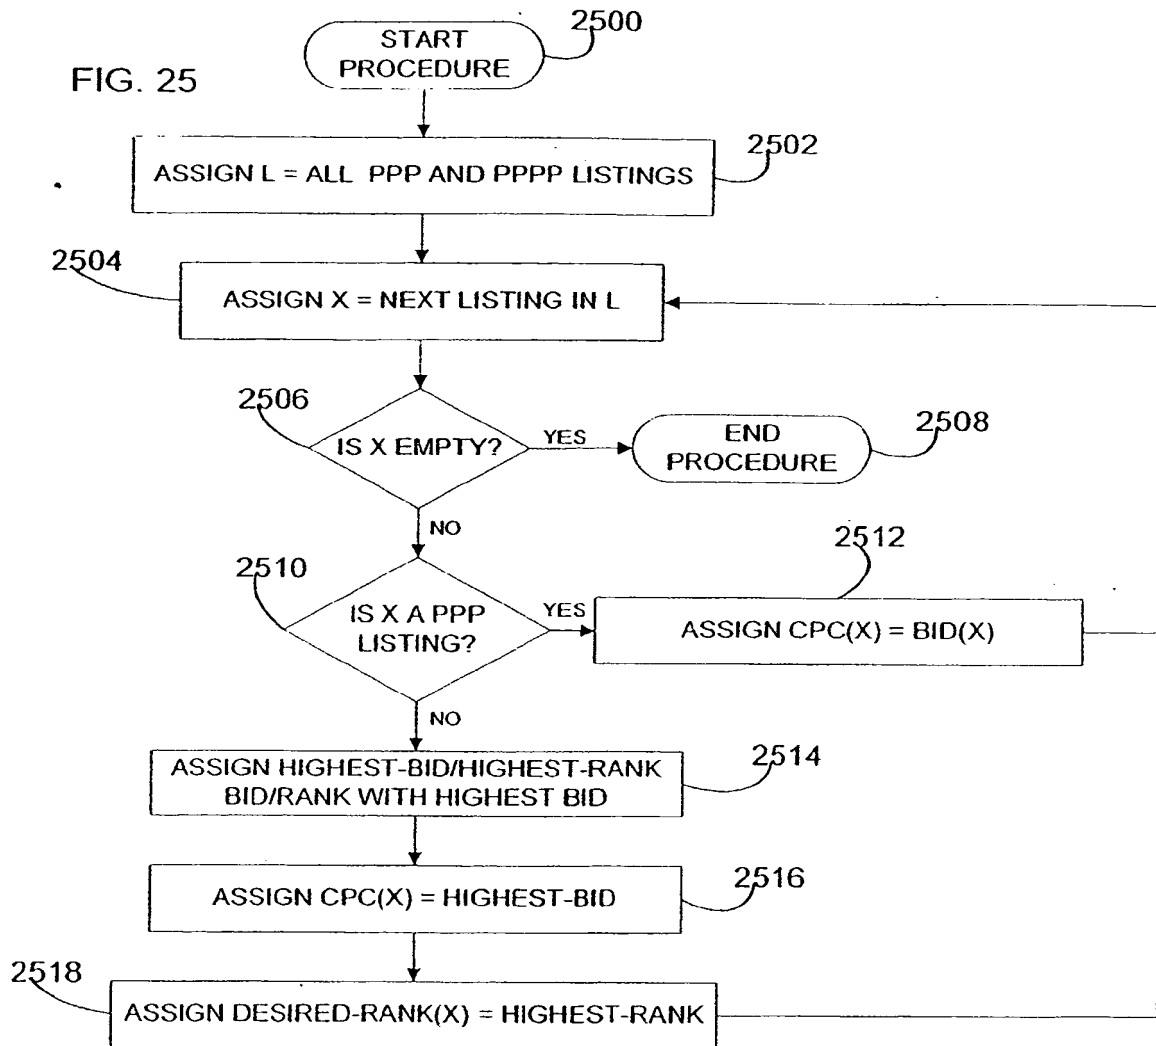 2500
START
PROCEDURE
FIG. 25
2502
ASSIGN L = ALL PPP AND PPPP LISTINGS
2504
ASSIGN X = NEXT LISTING IN L
2506
IS X EMPTY?
YES
END
PROCEDURE
2508
NO
2510
IS X A PPP
LISTING?
YES
2512
ASSIGN CPC(X) = BID(X)
NO
ASSIGN HIGHEST-BID/HIGHEST-RANK
BID/RANK WITH HIGHEST BID
2514
ASSIGN CPC(X) = HIGHEST-BID
2516
2518
ASSIGN DESIRED-RANK(X) = HIGHEST-RANK